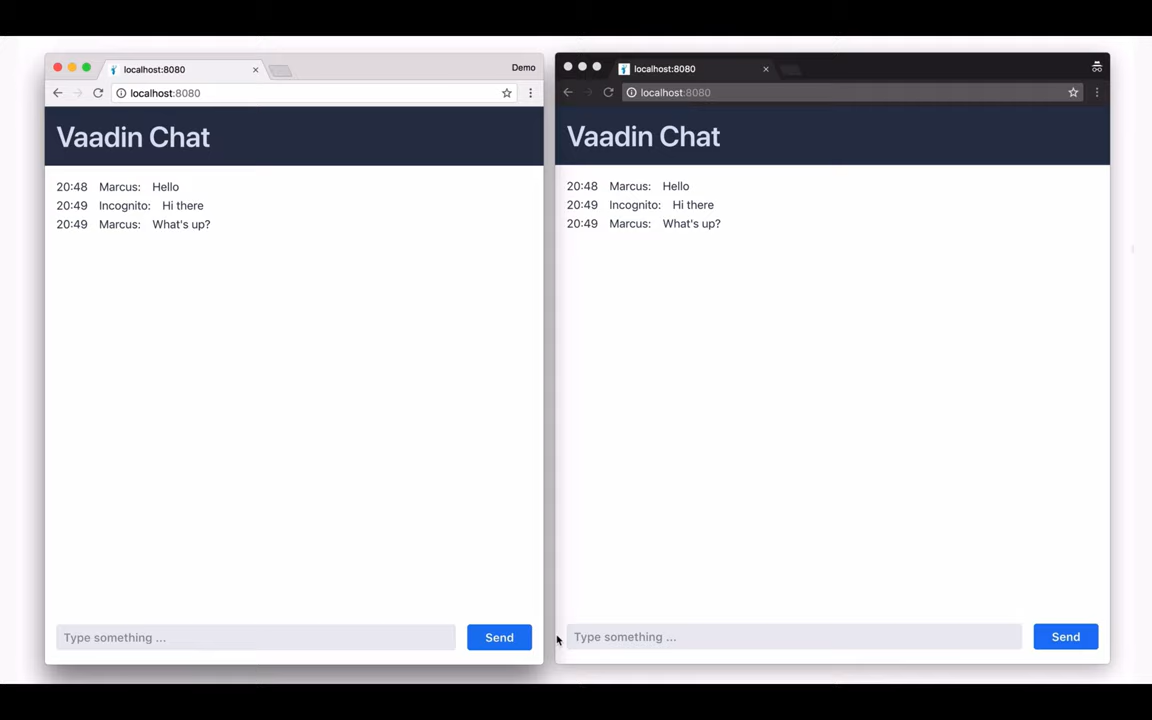 localhost:8080
Demo
localhost:8080
Vaadin Chat
20:48 Marcus: Hello
20:49 Incognito: Hi there
20:49 Marcus: What's up?
Type something ...
Send
localhost:8080
localhost:8080
Vaadin Chat
20:48 Marcus: Hello
20:49 Incognito: Hi there
20:49 Marcus: What's up?
Type something ...
Send